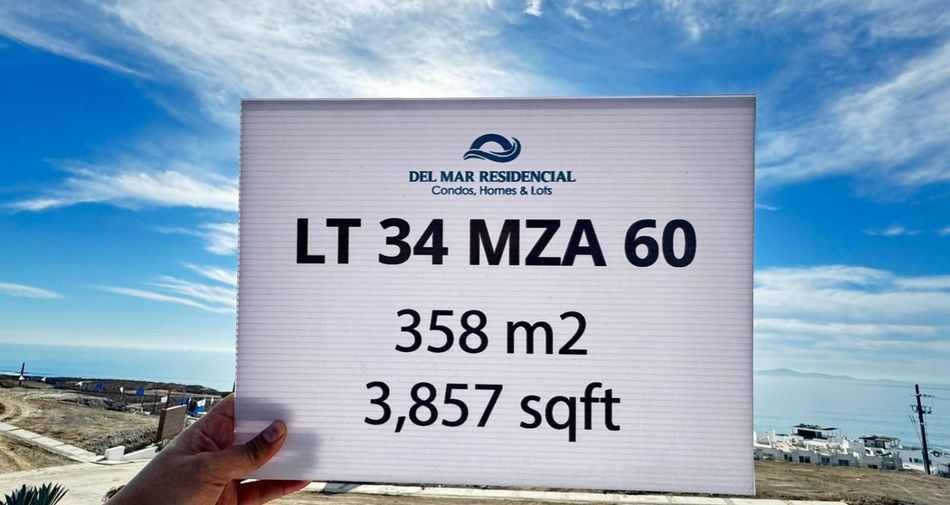 DEL MAR RESIDENCIAL
Condos, Homes & Lots
LT 34 MZA 60
358 m2
3,857 sqft